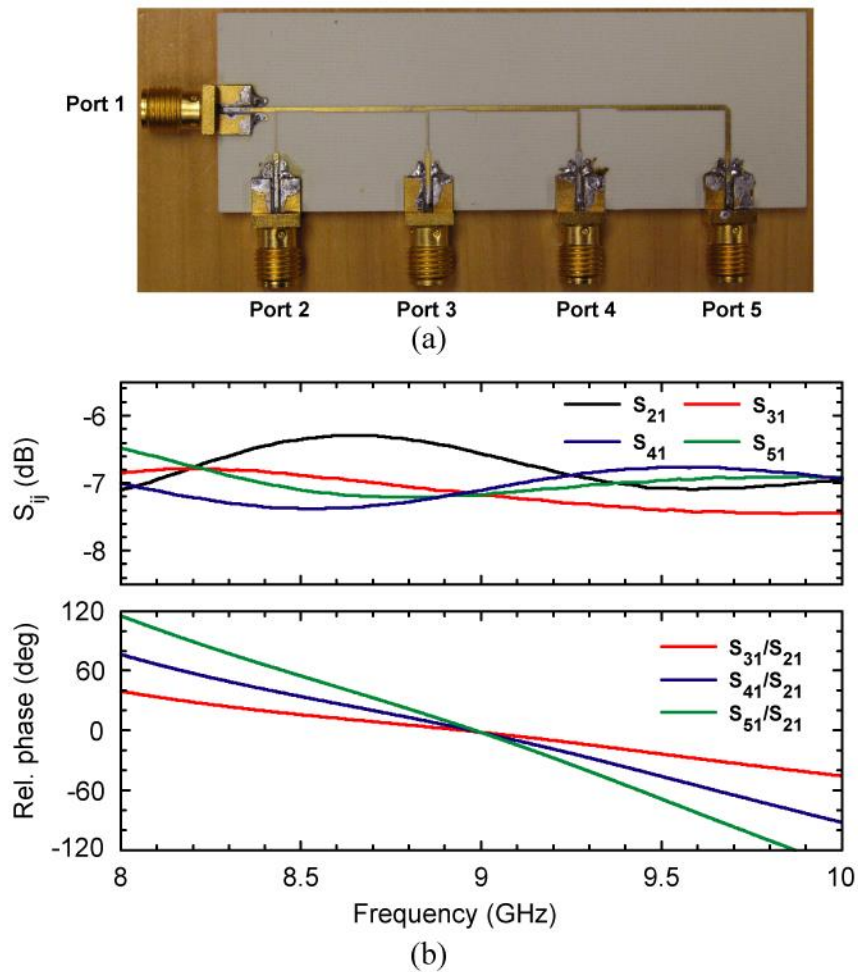 Port 1
Port 2 Port 3 Port 4 Port 5
(a)
S21 S31
S41 S51
Sij (dB)
-6
-7
-8
S31/S21
S41/S21
S51/S21
Rel. phase (deg)
120
60
0
-60
-120
8 8.5 9 9.5 10
Frequency (GHz)
(b)